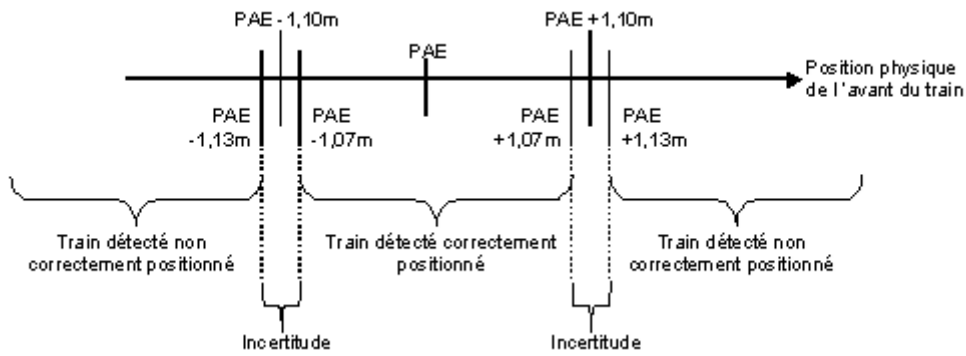 PAE - 1,10m
PAE +1,10m
PAE
Position physique
de l'avant du train
PAE
-1,13m
PAE
-1,07m
PAE
+1,07m
PAE
+1,13m
Train détecté non
correctement positionné
Train détecté correctement
positionné
Train détecté non
correctement positionné
Incertitude
Incertitude